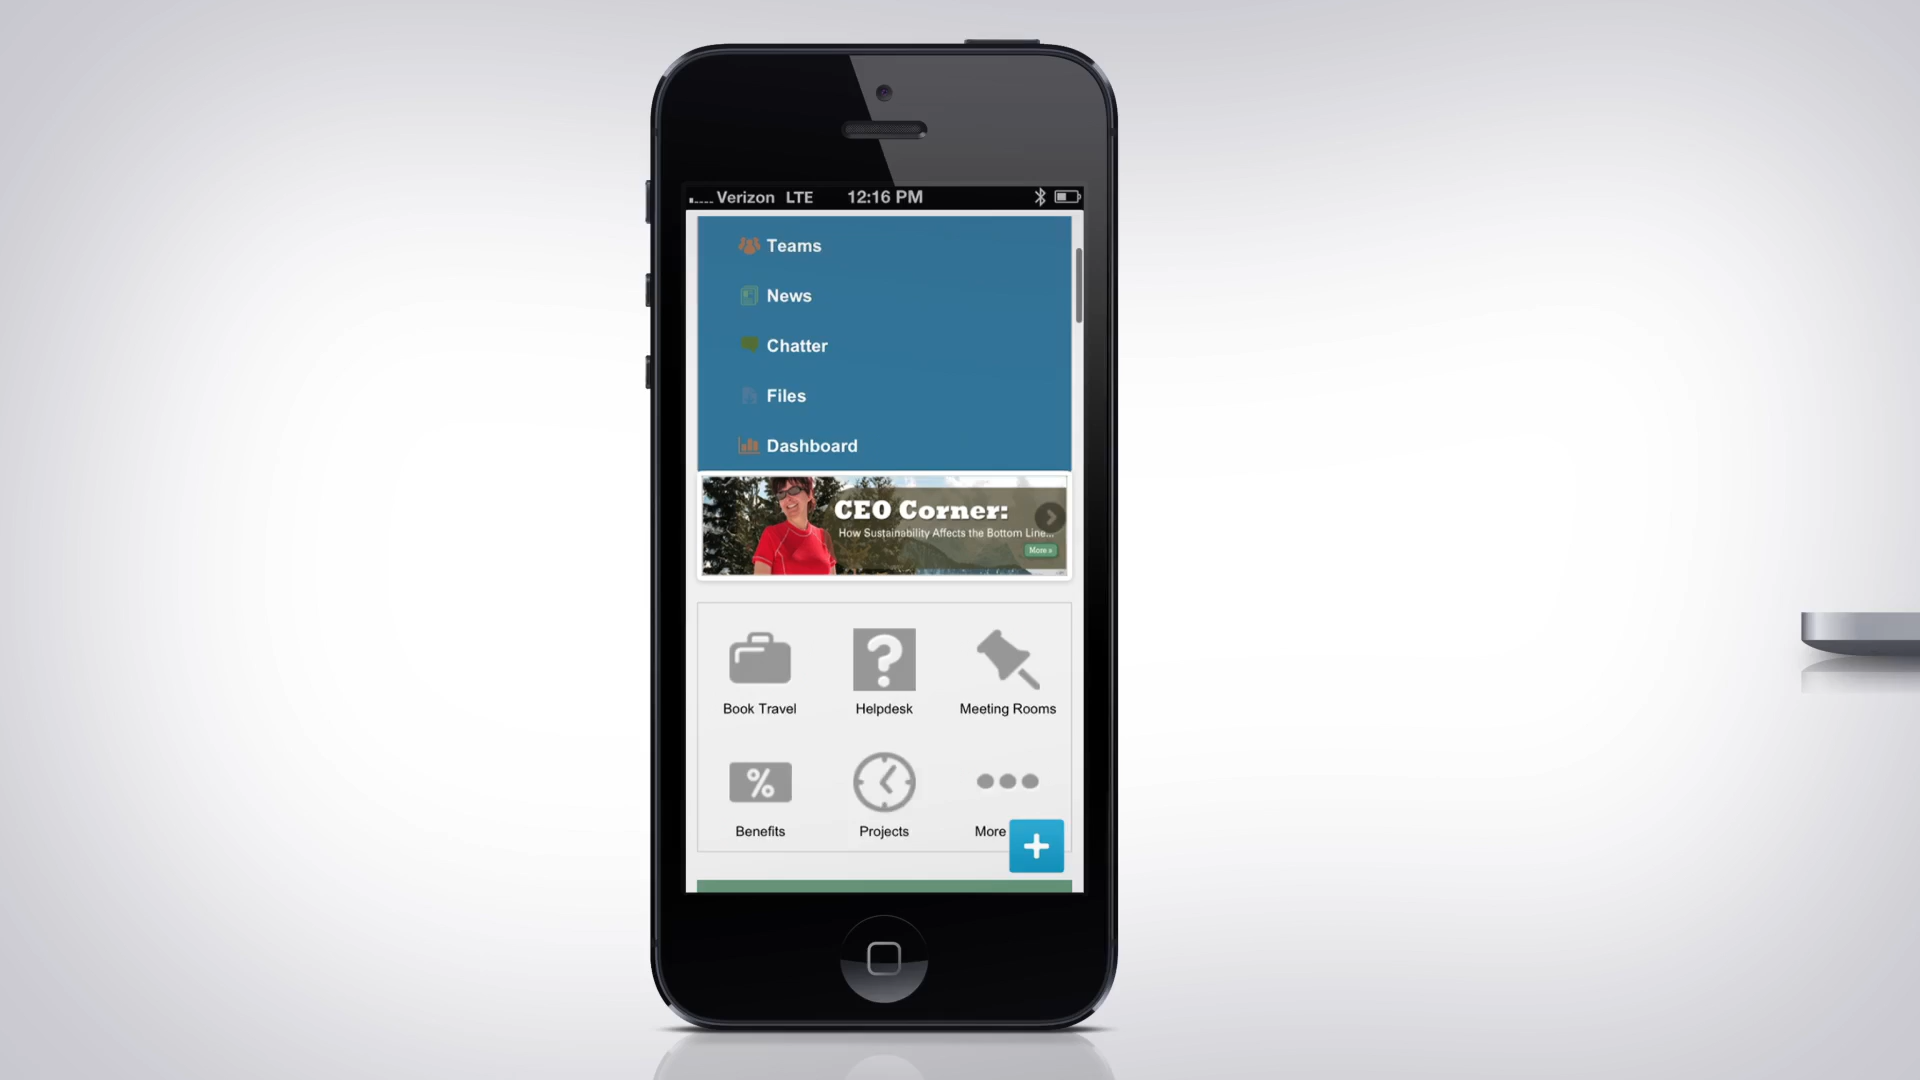 Verizon LTE 12:16 PM
Teams
News
Chatter
Files
Dashboard
CEO Corner:
How Sustainability Affects the Bottom Line...
More »
Book Travel
Helpdesk
Meeting Rooms
Benefits
Projects
More